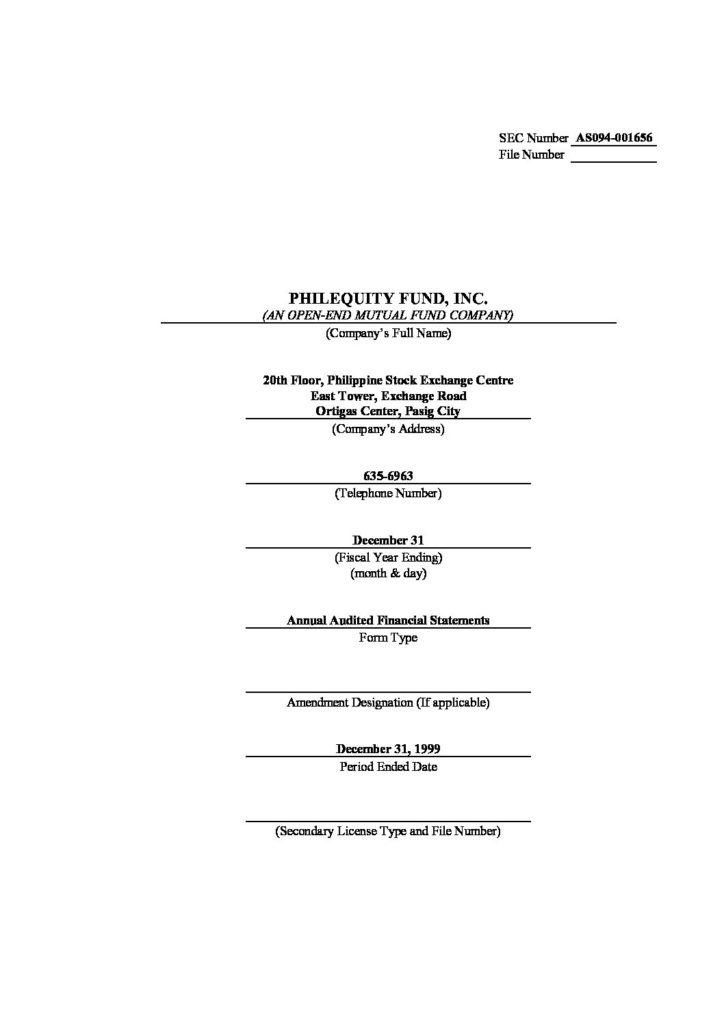 SEC Number AS094-001656
File Number
PHILEQUITY FUND, INC.
(AN OPEN-END MUTUAL FUND COMPANY)
(Company's Full Name)
20th Floor, Philippine Stock Exchange Centre
East Tower, Exchange Road
Ortigas Center, Pasig City
(Company's Address)
635-6963
(Telephone Number)
December 31
(Fiscal Year Ending)
(month & day)
Annual Audited Financial Statements
Form Type
Amendment Designation (If applicable)
December 31, 1999
Period Ended Date
(Secondary License Type and File Number)